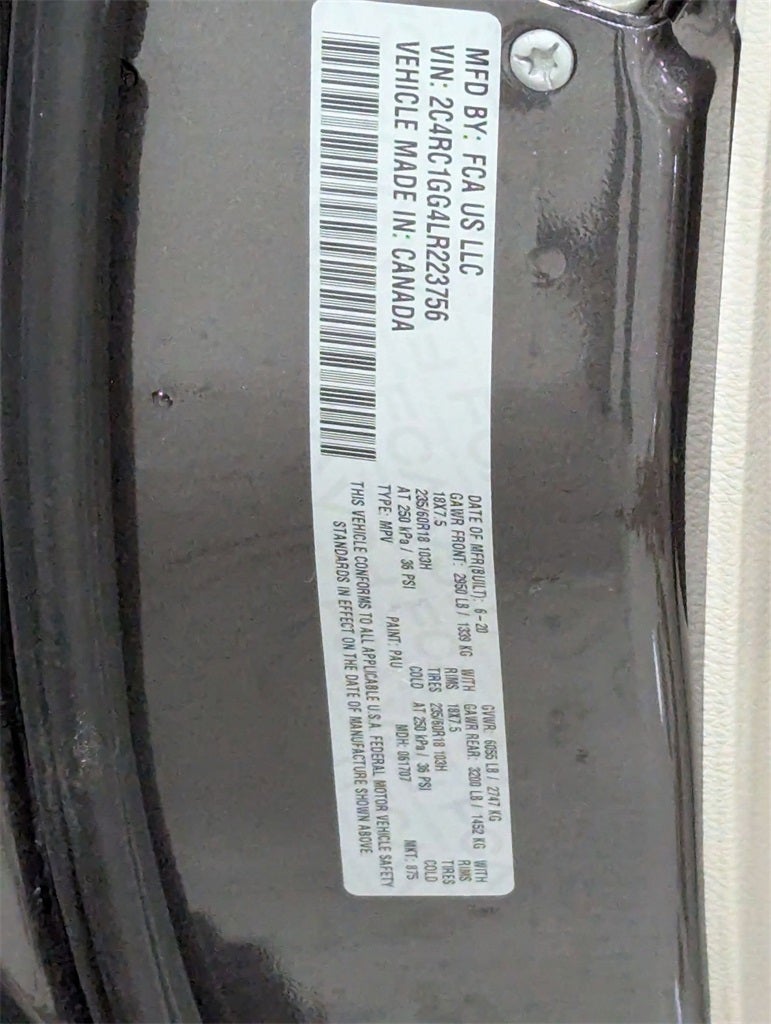 MFD BY: FCA US LLC
VIN: 2C4RC1GG4LR223756
VEHICLE MADE IN: CANADA
DATE OF MFR(BUILT): 6-20 GVWR: 6055 LB / 2747 KG
GAWR FRONT: 2950 LB / 1339 KG WITH GAWR REAR: 3200 LB / 1452 KG WITH
18X7.5 RIMS 18X7.5 RIMS
235/60R18 103H TIRES 235/60R18 103H TIRES
AT 250 kPa / 36 PSI COLD AT 250 kPa / 36 PSI COLD
TYPE: MPV PAINT: PAU MDH: 061707 MKT: 875
THIS VEHICLE CONFORMS TO ALL APPLICABLE U.S.A. FEDERAL MOTOR VEHICLE SAFETY
STANDARDS IN EFFECT ON THE DATE OF MANUFACTURE SHOWN ABOVE.